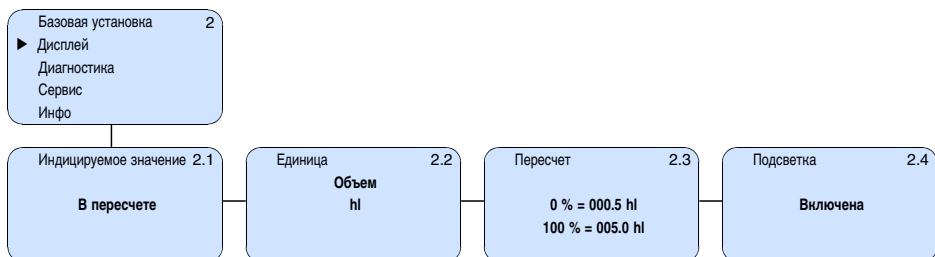 Базовая установка 2
▶ Дисплей
Диагностика
Сервис
Инфо
Индицируемое значение 2.1
В пересчете
Единица 2.2
Объем
hl
Пересчет 2.3
0 % = 000.5 hl
100 % = 005.0 hl
Подсветка 2.4
Включена